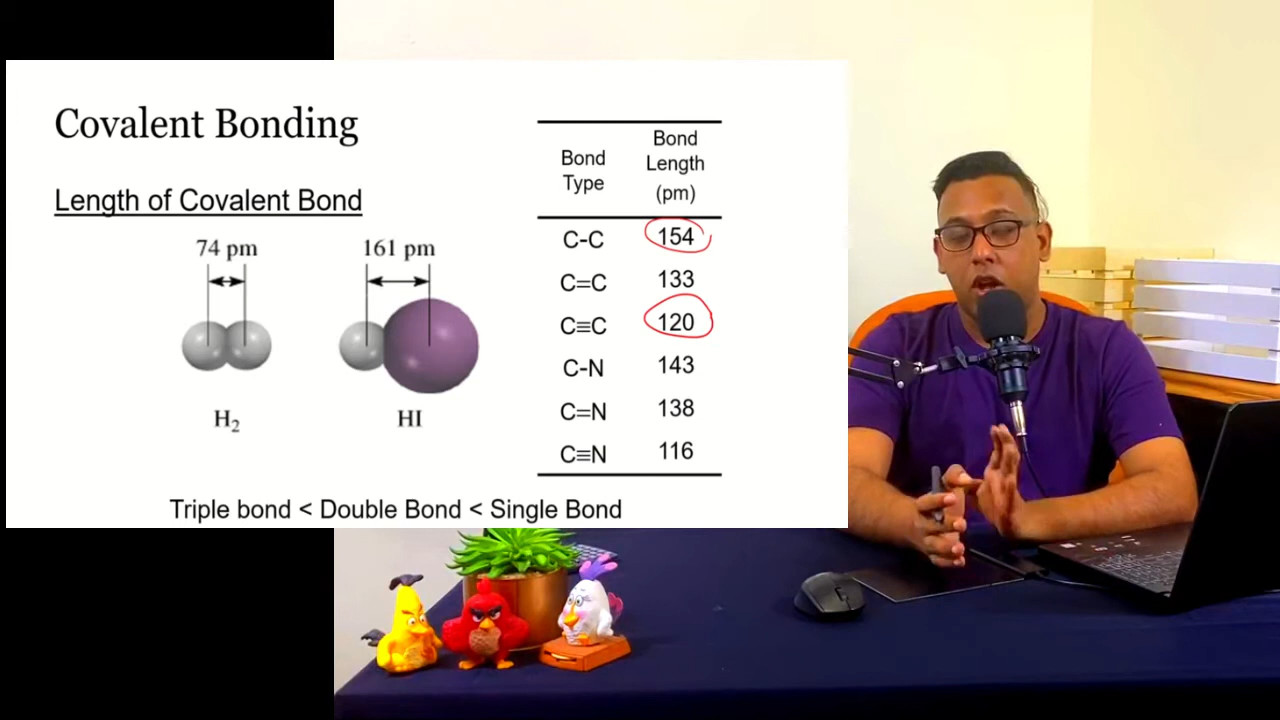 Covalent Bonding
Length of Covalent Bond
74 pm
161 pm
H₂
HI
Bond Type
Bond Length (pm)
C-C 154
C=C 133
C≡C 120
C-N 143
C=N 138
C≡N 116
Triple bond < Double Bond < Single Bond